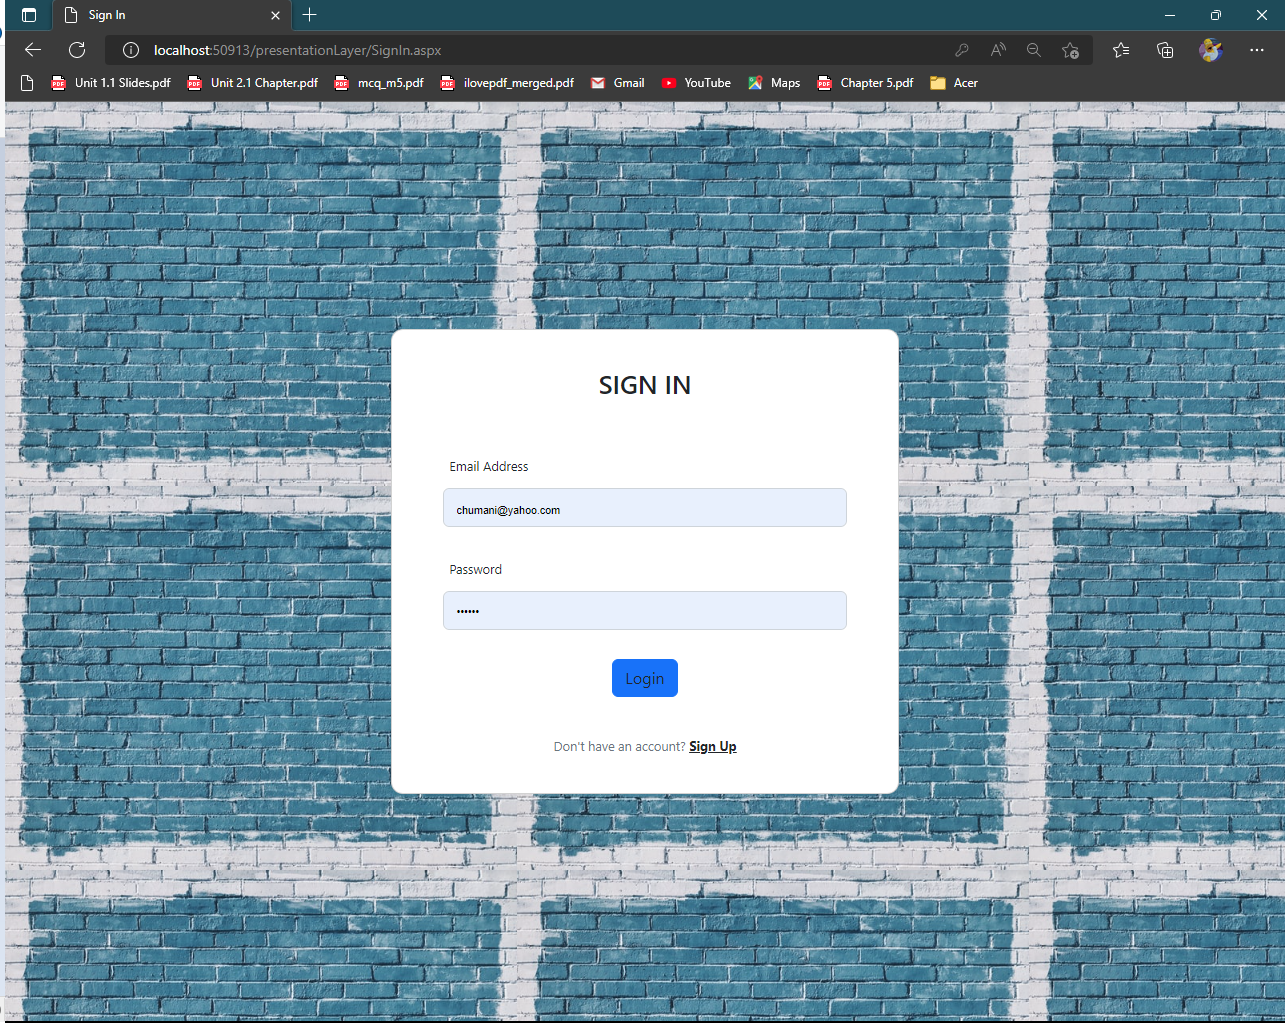 Sign In
localhost:50913/presentationLayer/SignIn.aspx
Unit 1.1 Slides.pdf Unit 2.1 Chapter.pdf mcq_m5.pdf ilovepdf_merged.pdf Gmail YouTube Maps Chapter 5.pdf Acer
SIGN IN
Email Address
chumani@yahoo.com
Password
••••••
Login
Don't have an account? Sign Up